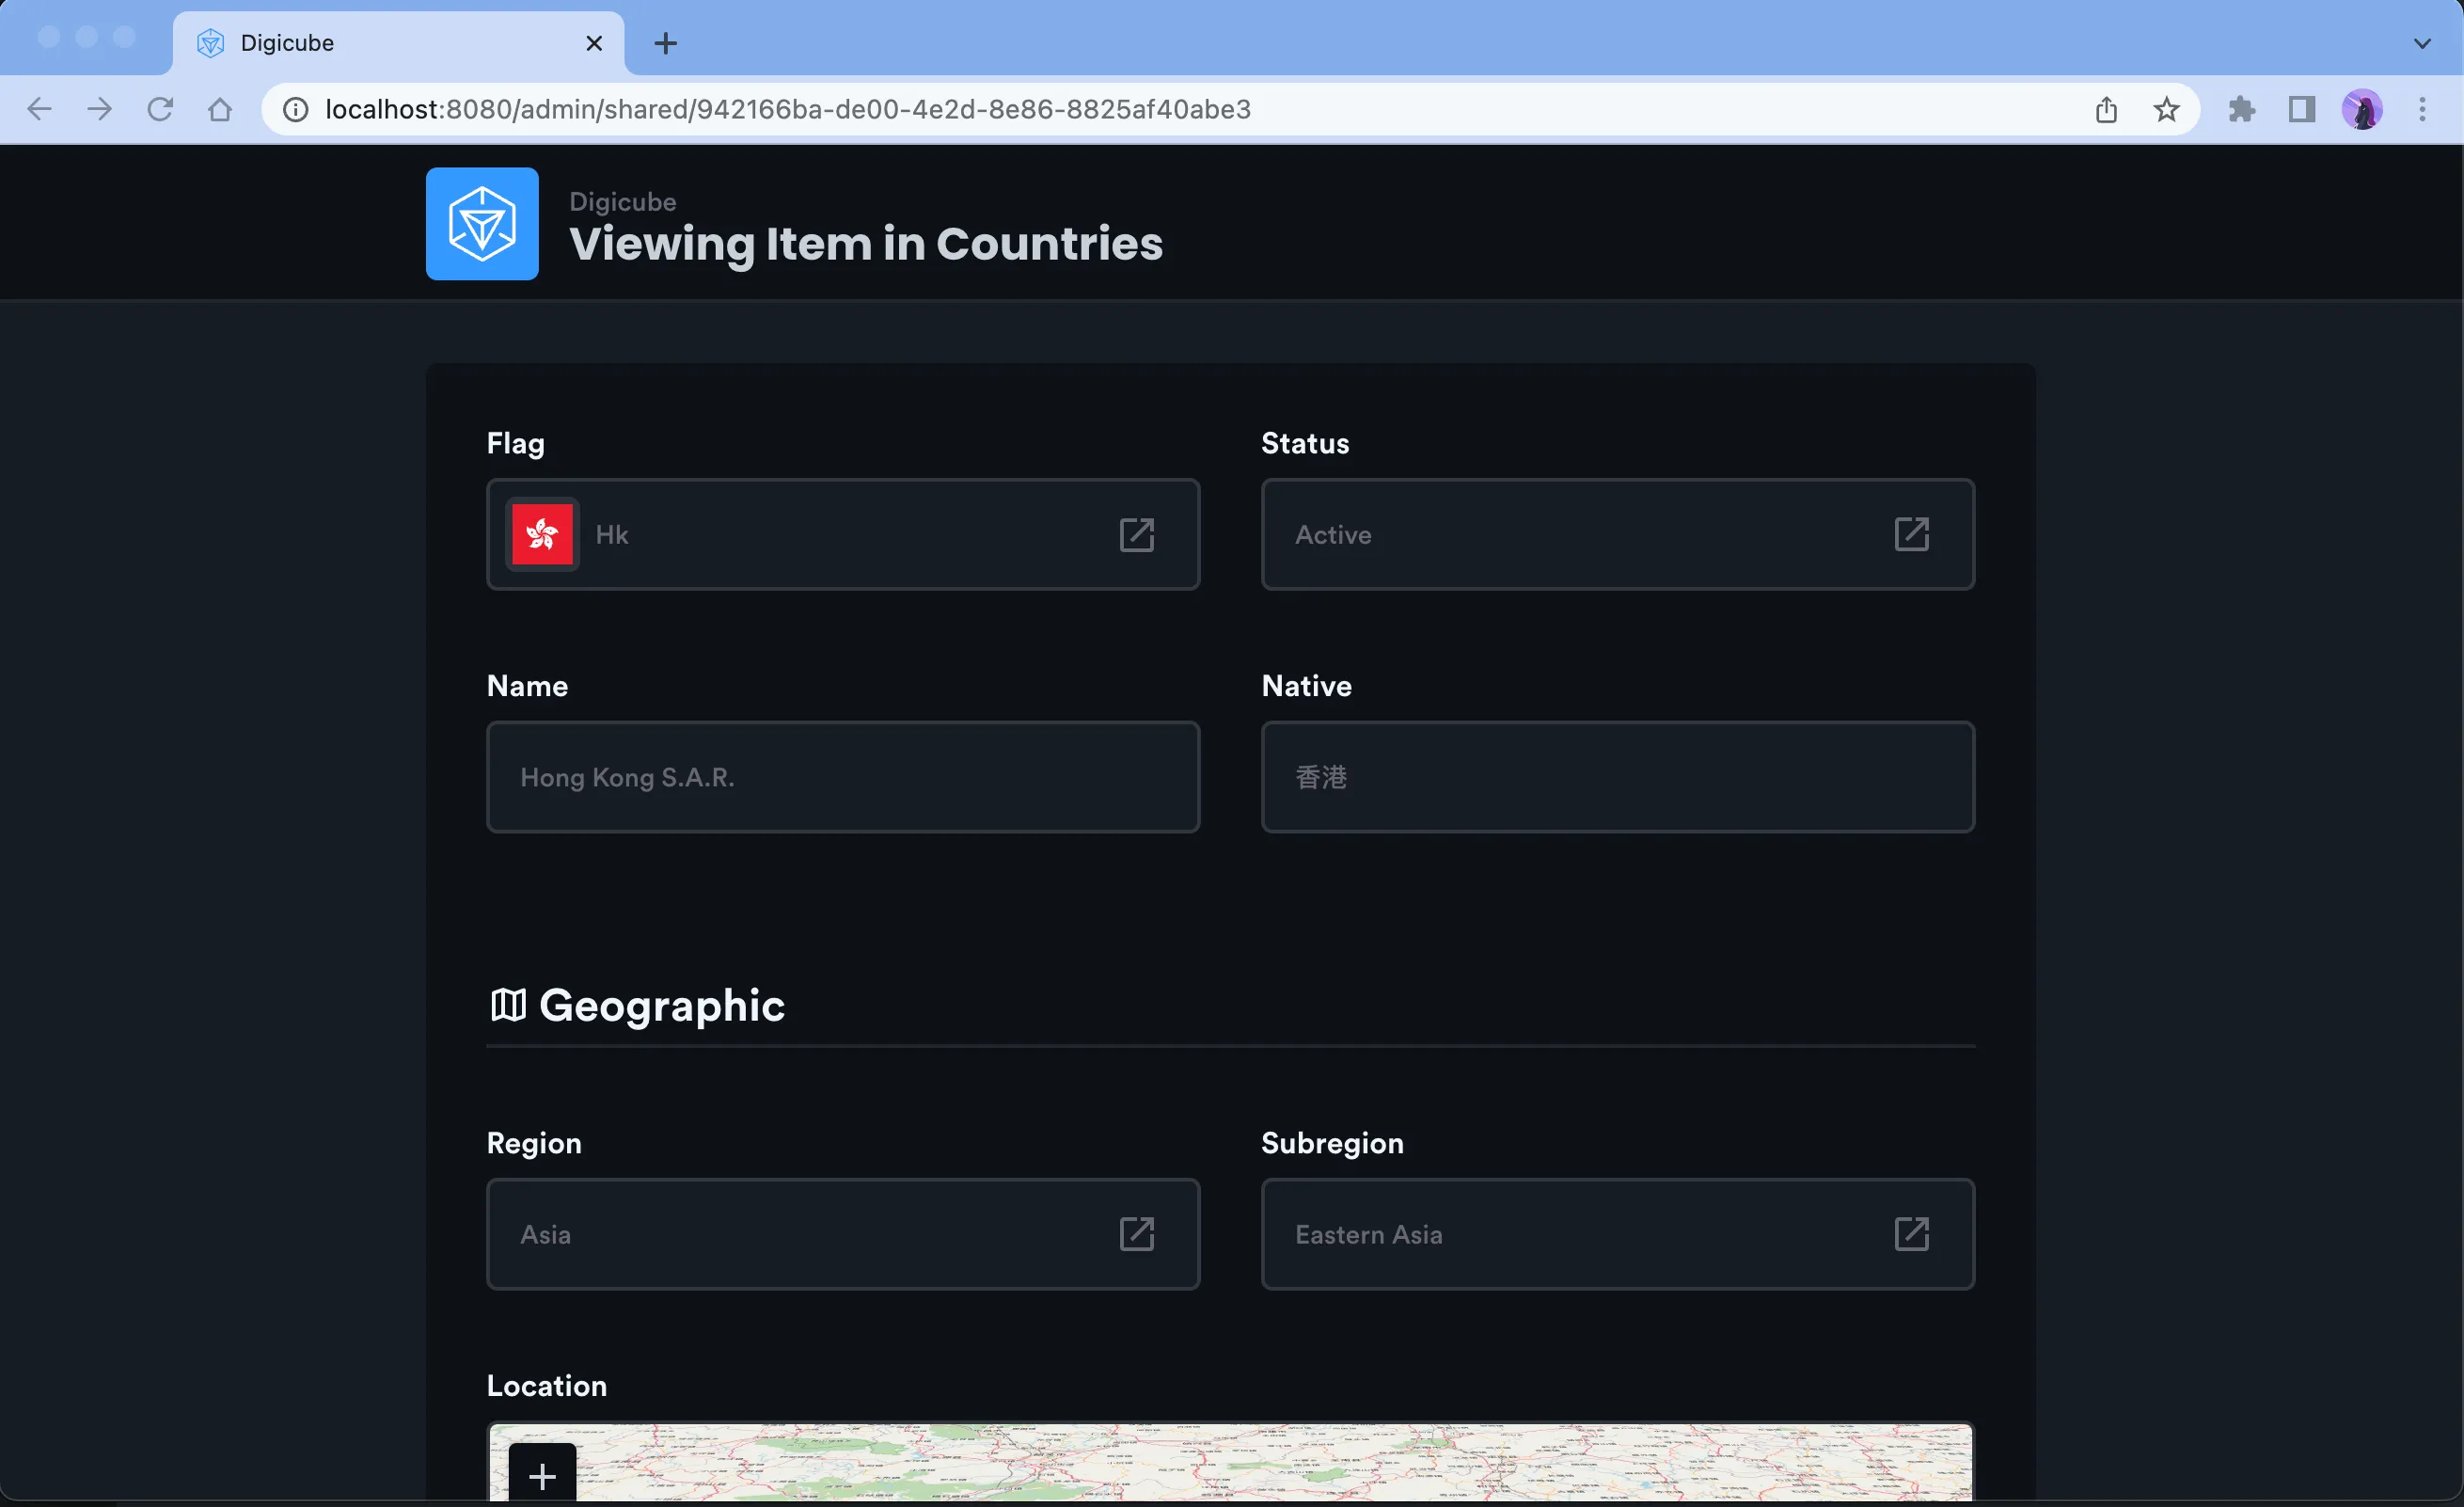 Digicube
localhost:8080/admin/shared/942166ba-de00-4e2d-8e86-8825af40abe3
Digicube
Viewing Item in Countries
Flag
Status
Hk
Active
Name
Native
Hong Kong S.A.R.
香港
Geographic
Region
Subregion
Asia
Eastern Asia
Location